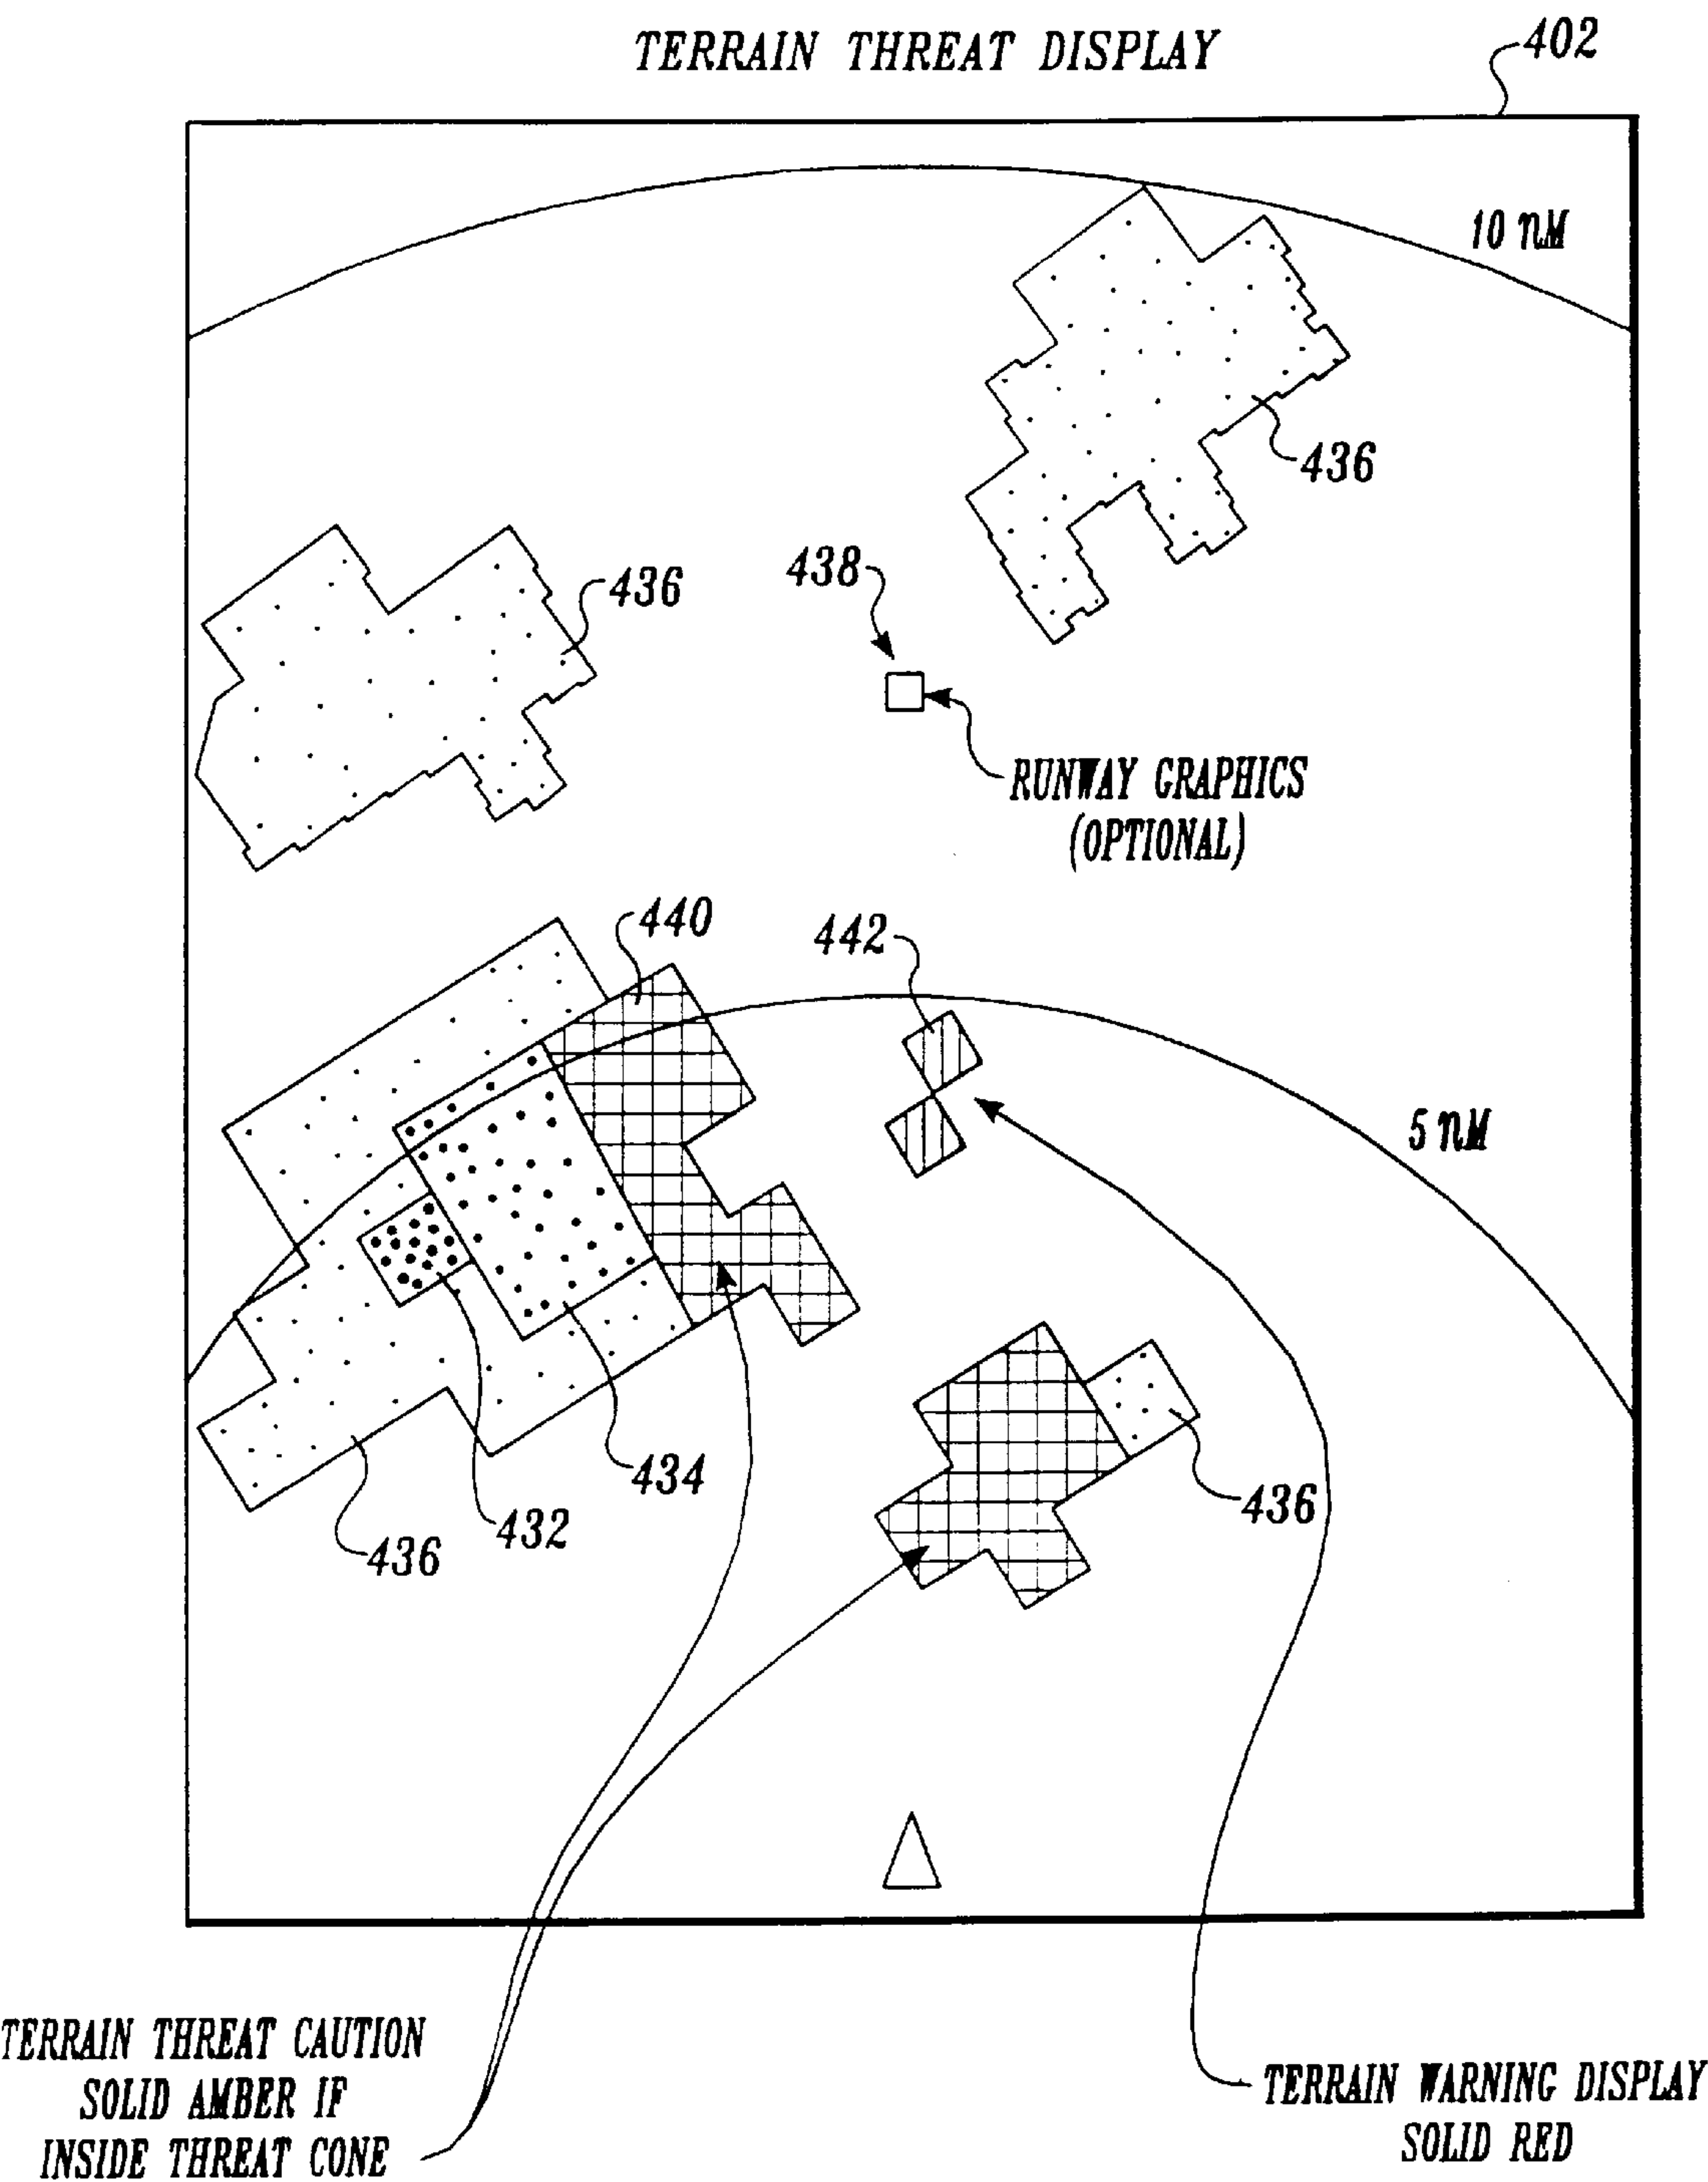 TERRAIN THREAT DISPLAY
402
10 nM
436
436
438
RUNWAY GRAPHICS
(OPTIONAL)
440
442
5 nM
434
432
436
436
TERRAIN THREAT CAUTION
SOLID AMBER IF
INSIDE THREAT CONE
TERRAIN WARNING DISPLAY
SOLID RED